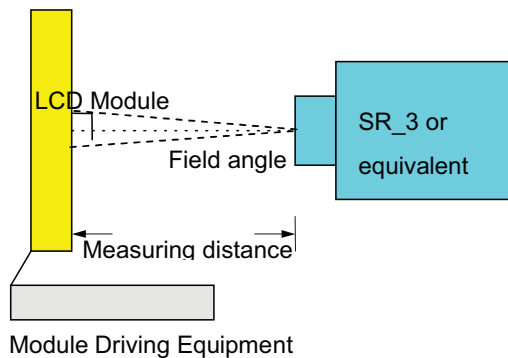 LCD Module
SR_3 or
equivalent
Field angle
Measuring distance
Module Driving Equipment